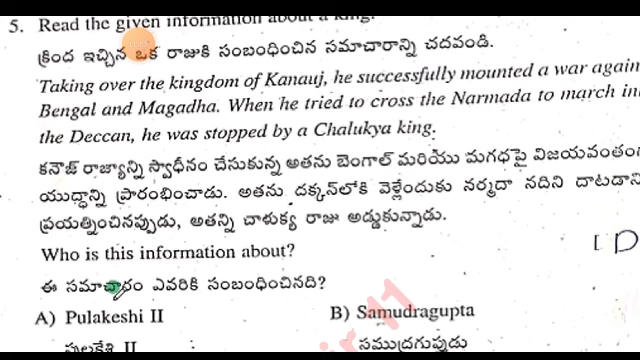 5. Read the given information about a king.
క్రింద ఇచ్చిన ఒక రాజుకి సంబంధించిన సమాచారాన్ని చదవండి.
Taking over the kingdom of Kanauj, he successfully mounted a war again
Bengal and Magadha. When he tried to cross the Narmada to march in
the Deccan, he was stopped by a Chalukya king.
కనౌజ్ రాజ్యాన్ని స్వాధీనం చేసుకున్న అతను బెంగాల్ మరియు మగధపై విజయవంతం
యుద్ధాన్ని ప్రారంభించాడు. అతను దక్కన్‌లోకి వెళ్లేందుకు నర్మదా నదిని దాటడాని
ప్రయత్నించినప్పుడు, అతన్ని చాళుక్య రాజు అడ్డుకున్నాడు.
Who is this information about?
[ D
ఈ సమాచారం ఎవరికి సంబంధించినది?
A) Pulakeshi II B) Samudragupta
పులకేశి II సముద్రగుప్తుడు